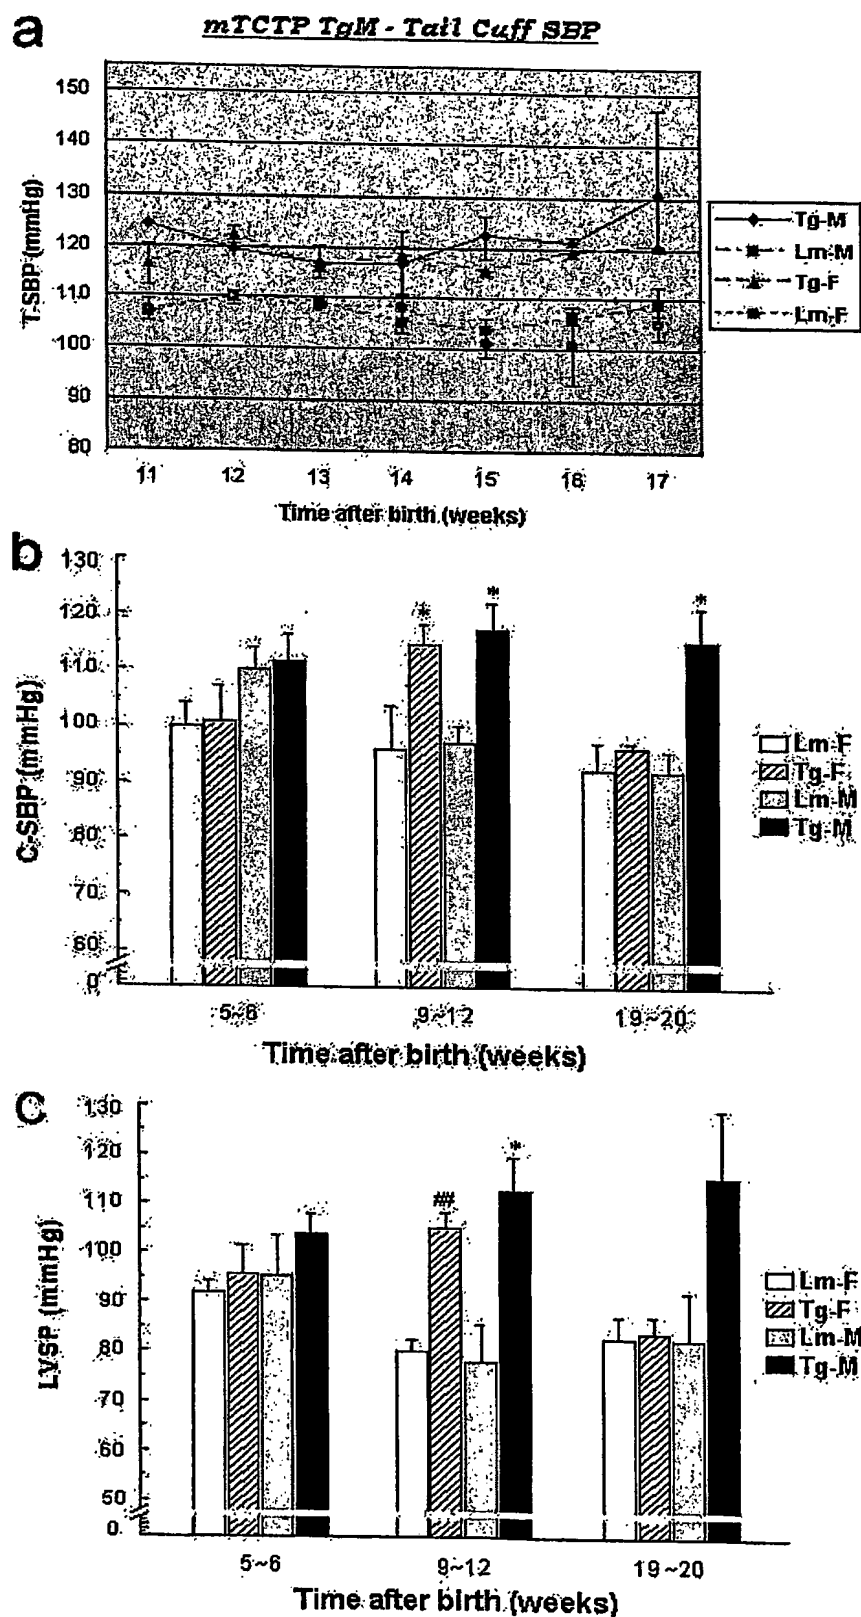 a
mTCTP TgM - Tail Cuff SBP
150
140
130
120
110
100
90
80
T-SBP (mmHg)
11 12 13 14 15 16 17
Time after birth (weeks)
Tg-M
Lm-M
Tg-F
Lm-F
b
130
120
110
100
90
80
70
60
0
C-SBP (mmHg)
* * *
5~6 9~12 19~20
Time after birth (weeks)
Lm-F
Tg-F
Lm-M
Tg-M
c
130
120
110
100
90
80
70
60
50
0
LVSP (mmHg)
## *
5~6 9~12 19~20
Time after birth (weeks)
Lm-F
Tg-F
Lm-M
Tg-M